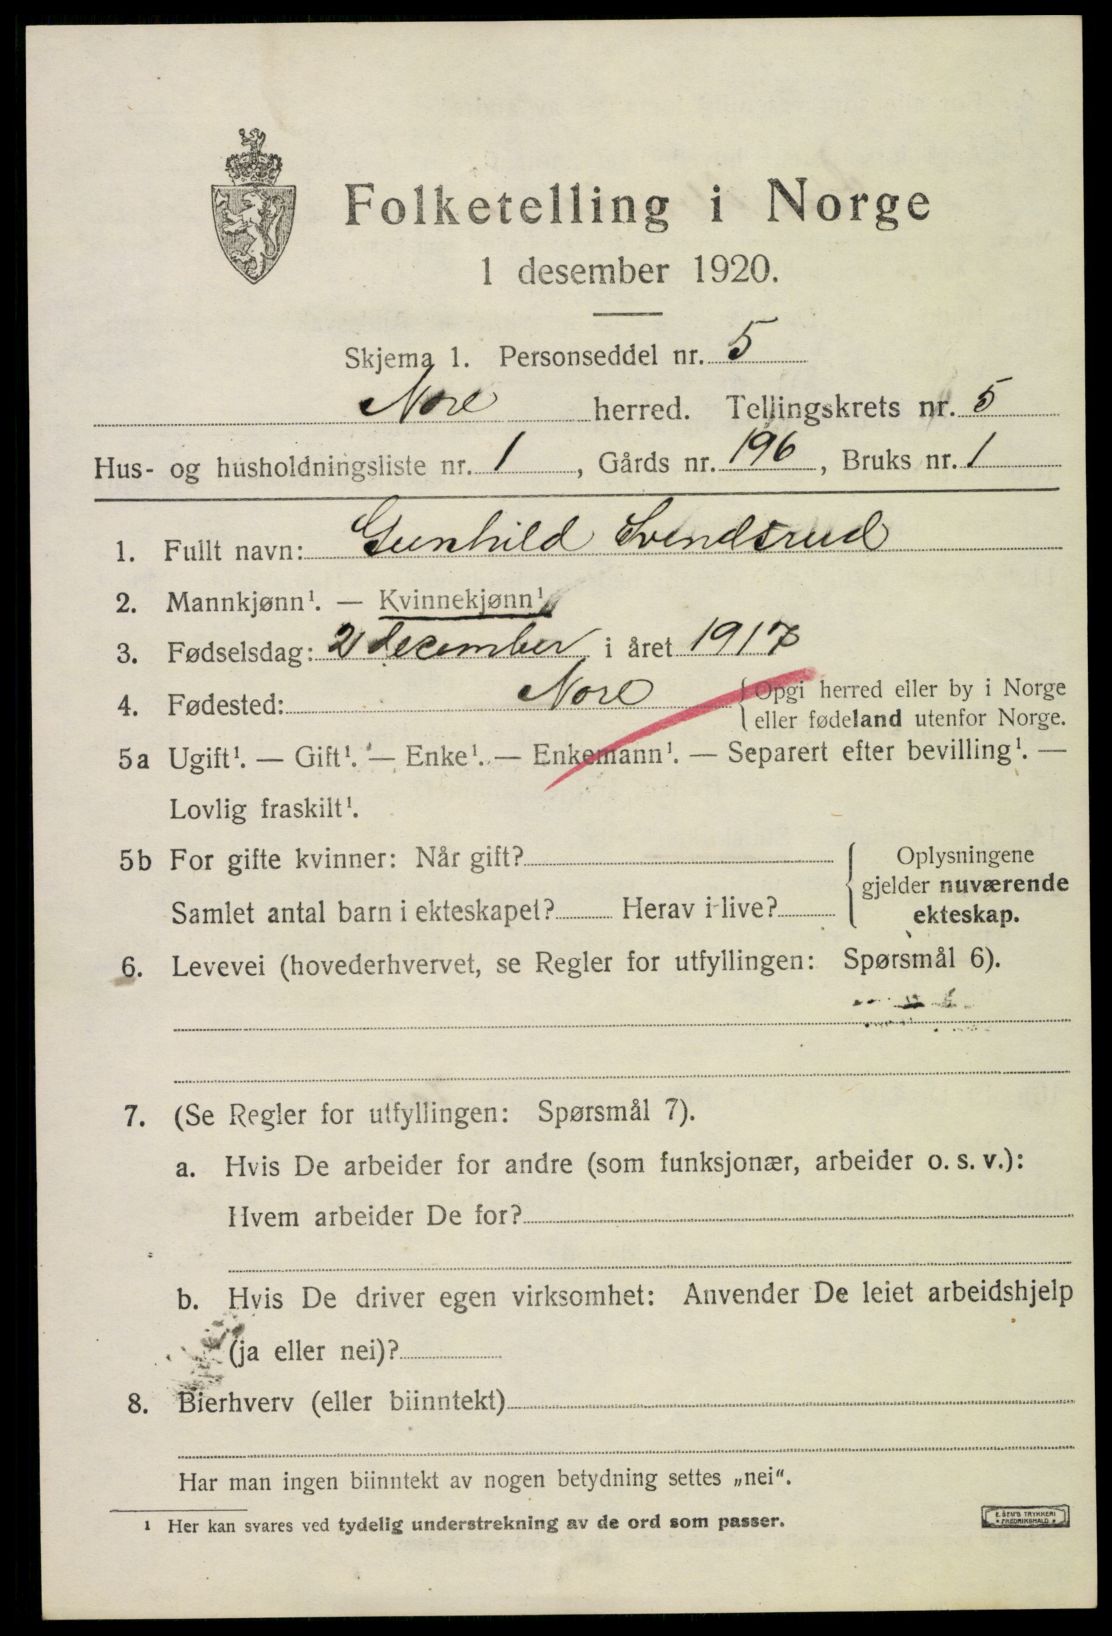 Folketelling i Norge
1 desember 1920.
Skjema 1. Personseddel nr. 5
Nore herred. Tellingskrets nr. 5
Hus- og husholdningsliste nr. 1, Gårds nr. 196, Bruks nr. 1
1. Fullt navn: Gunhild Svendsrud
2. Mannkjønn¹. — Kvinnekjønn¹
3. Fødselsdag: 2 december i året 1917
4. Fødested: Nore {Opgi herred eller by i Norge
eller fødeland utenfor Norge.
5a Ugift¹. — Gift¹. — Enke¹. — Enkemann¹. — Separert efter bevilling¹. —
Lovlig fraskilt¹.
5b For gifte kvinner: Når gift? { Oplysningene
gjelder nuværende
Samlet antal barn i ekteskapet? Herav i live? ekteskap.
6. Levevei (hovederhvervet, se Regler for utfyllingen: Spørsmål 6).
7. (Se Regler for utfyllingen: Spørsmål 7).
a. Hvis De arbeider for andre (som funksjonær, arbeider o. s. v.):
Hvem arbeider De for?
b. Hvis De driver egen virksomhet: Anvender De leiet arbeidshjelp
(ja eller nei)?
8. Bierhverv (eller biinntekt)
Har man ingen biinntekt av nogen betydning settes „nei".
¹ Her kan svares ved tydelig understrekning av de ord som passer.
E. SEM'S TRYKKERI
FREDRIKSHALD